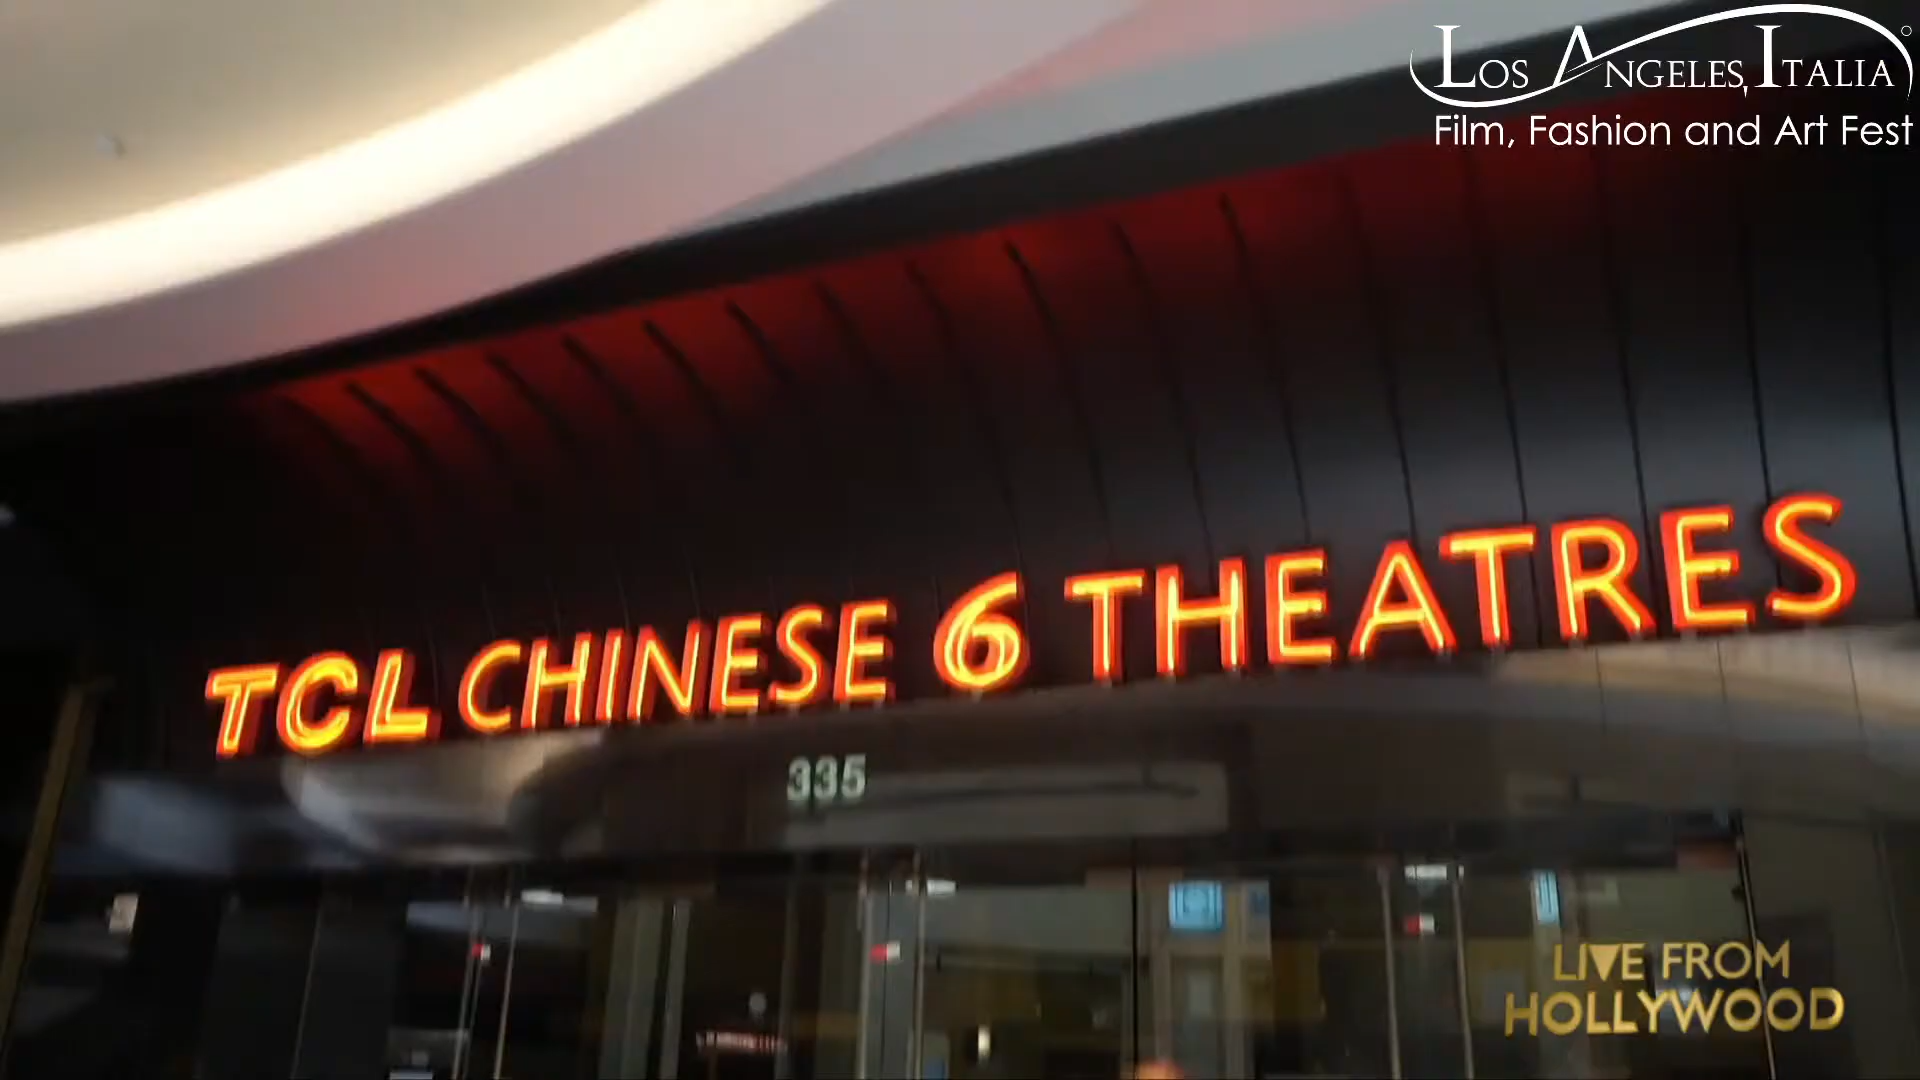 Los Angeles, Italia
Film, Fashion and Art Fest
TCL CHINESE 6 THEATRES
335
LIVE FROM
HOLLYWOOD